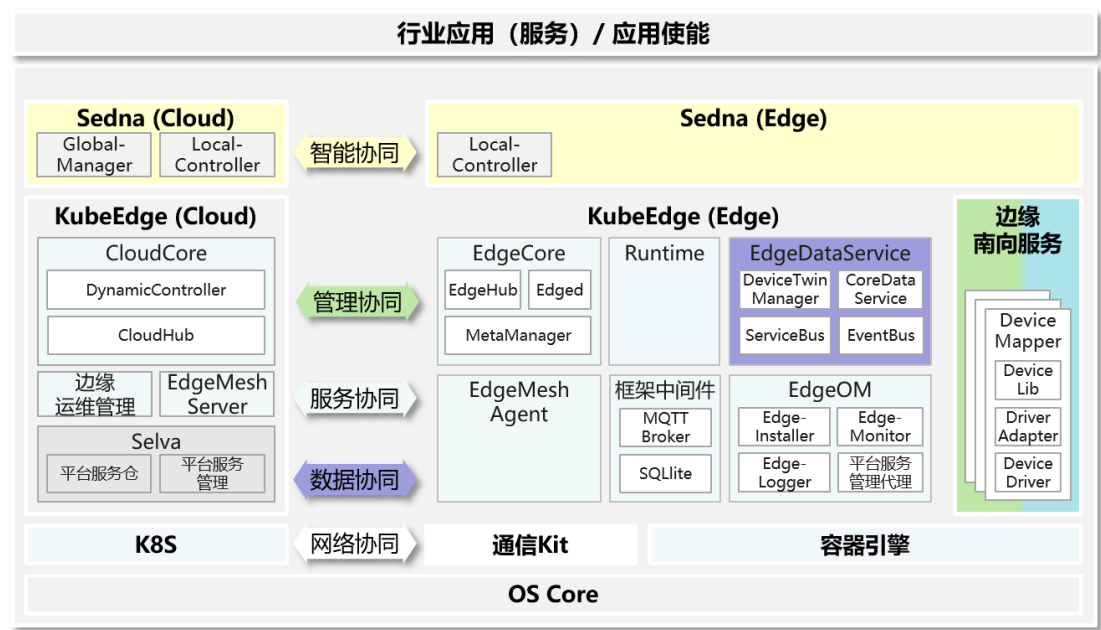 行业应用（服务）/ 应用使能
Sedna (Cloud)
Global-
Manager
Local-
Controller
智能协同
Sedna (Edge)
Local-
Controller
KubeEdge (Cloud)
CloudCore
DynamicController
CloudHub
边缘
运维管理
EdgeMesh
Server
Selva
平台服务仓
平台服务
管理
管理协同
服务协同
数据协同
KubeEdge (Edge)
EdgeCore
EdgeHub
Edged
MetaManager
Runtime
EdgeDataService
DeviceTwin
Manager
CoreData
Service
ServiceBus
EventBus
EdgeMesh
Agent
框架中间件
MQTT
Broker
SQLlite
EdgeOM
Edge-
Installer
Edge-
Monitor
Edge-
Logger
平台服务
管理代理
边缘
南向服务
Device
Mapper
Device
Lib
Driver
Adapter
Device
Driver
K8S
网络协同
通信Kit
容器引擎
OS Core